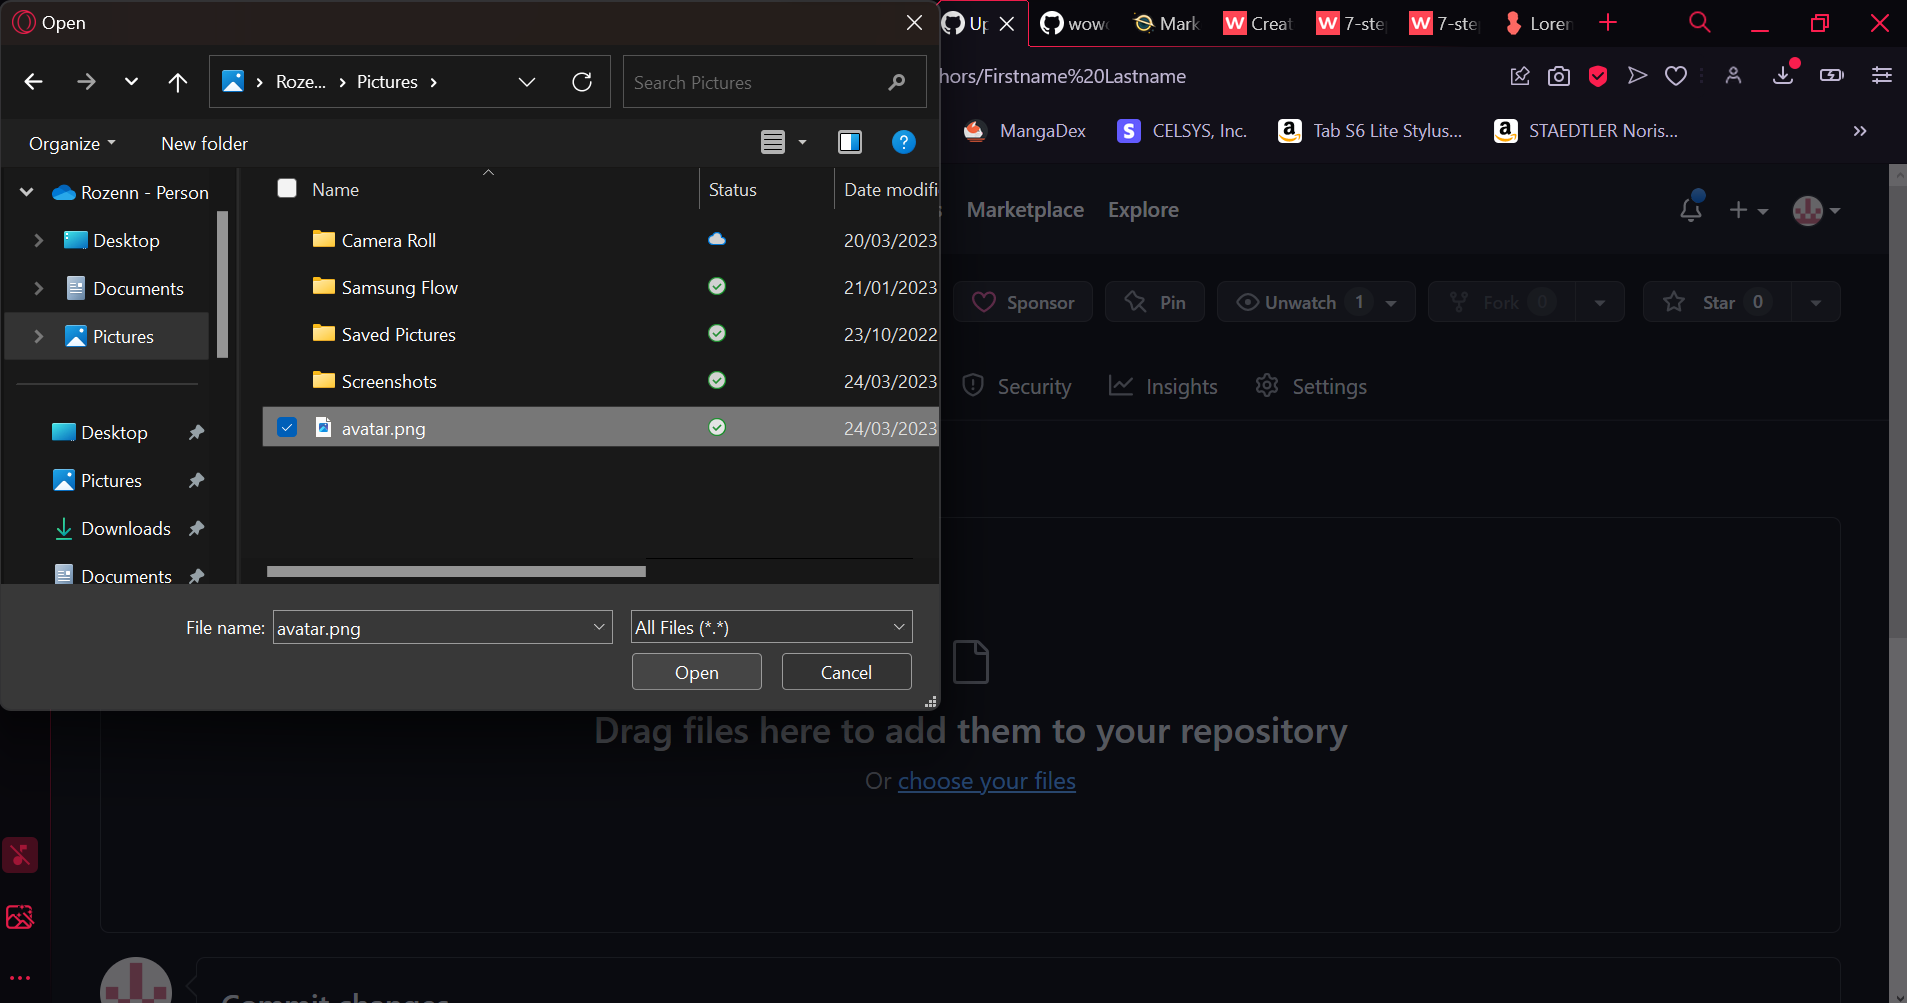 Open
Up
wowc
Mark
Creat
7-ste
7-ste
Loren
Roze...
Pictures
Search Pictures
hors/Firstname%20Lastname
Organize
New folder
MangaDex
CELSYS, Inc.
Tab S6 Lite Stylus...
STAEDTLER Noris...
Rozenn - Person
Name
Status
Date modifi
Marketplace
Explore
Desktop
Camera Roll
20/03/2023
Documents
Samsung Flow
21/01/2023
Sponsor
Pin
Unwatch
1
Fork
0
Star
0
Pictures
Saved Pictures
23/10/2022
Screenshots
24/03/2023
Security
Insights
Settings
Desktop
avatar.png
24/03/2023
Pictures
Downloads
Documents
File name:
avatar.png
All Files (*.*)
Open
Cancel
Drag files here to add them to your repository
Or choose your files
Commit changes